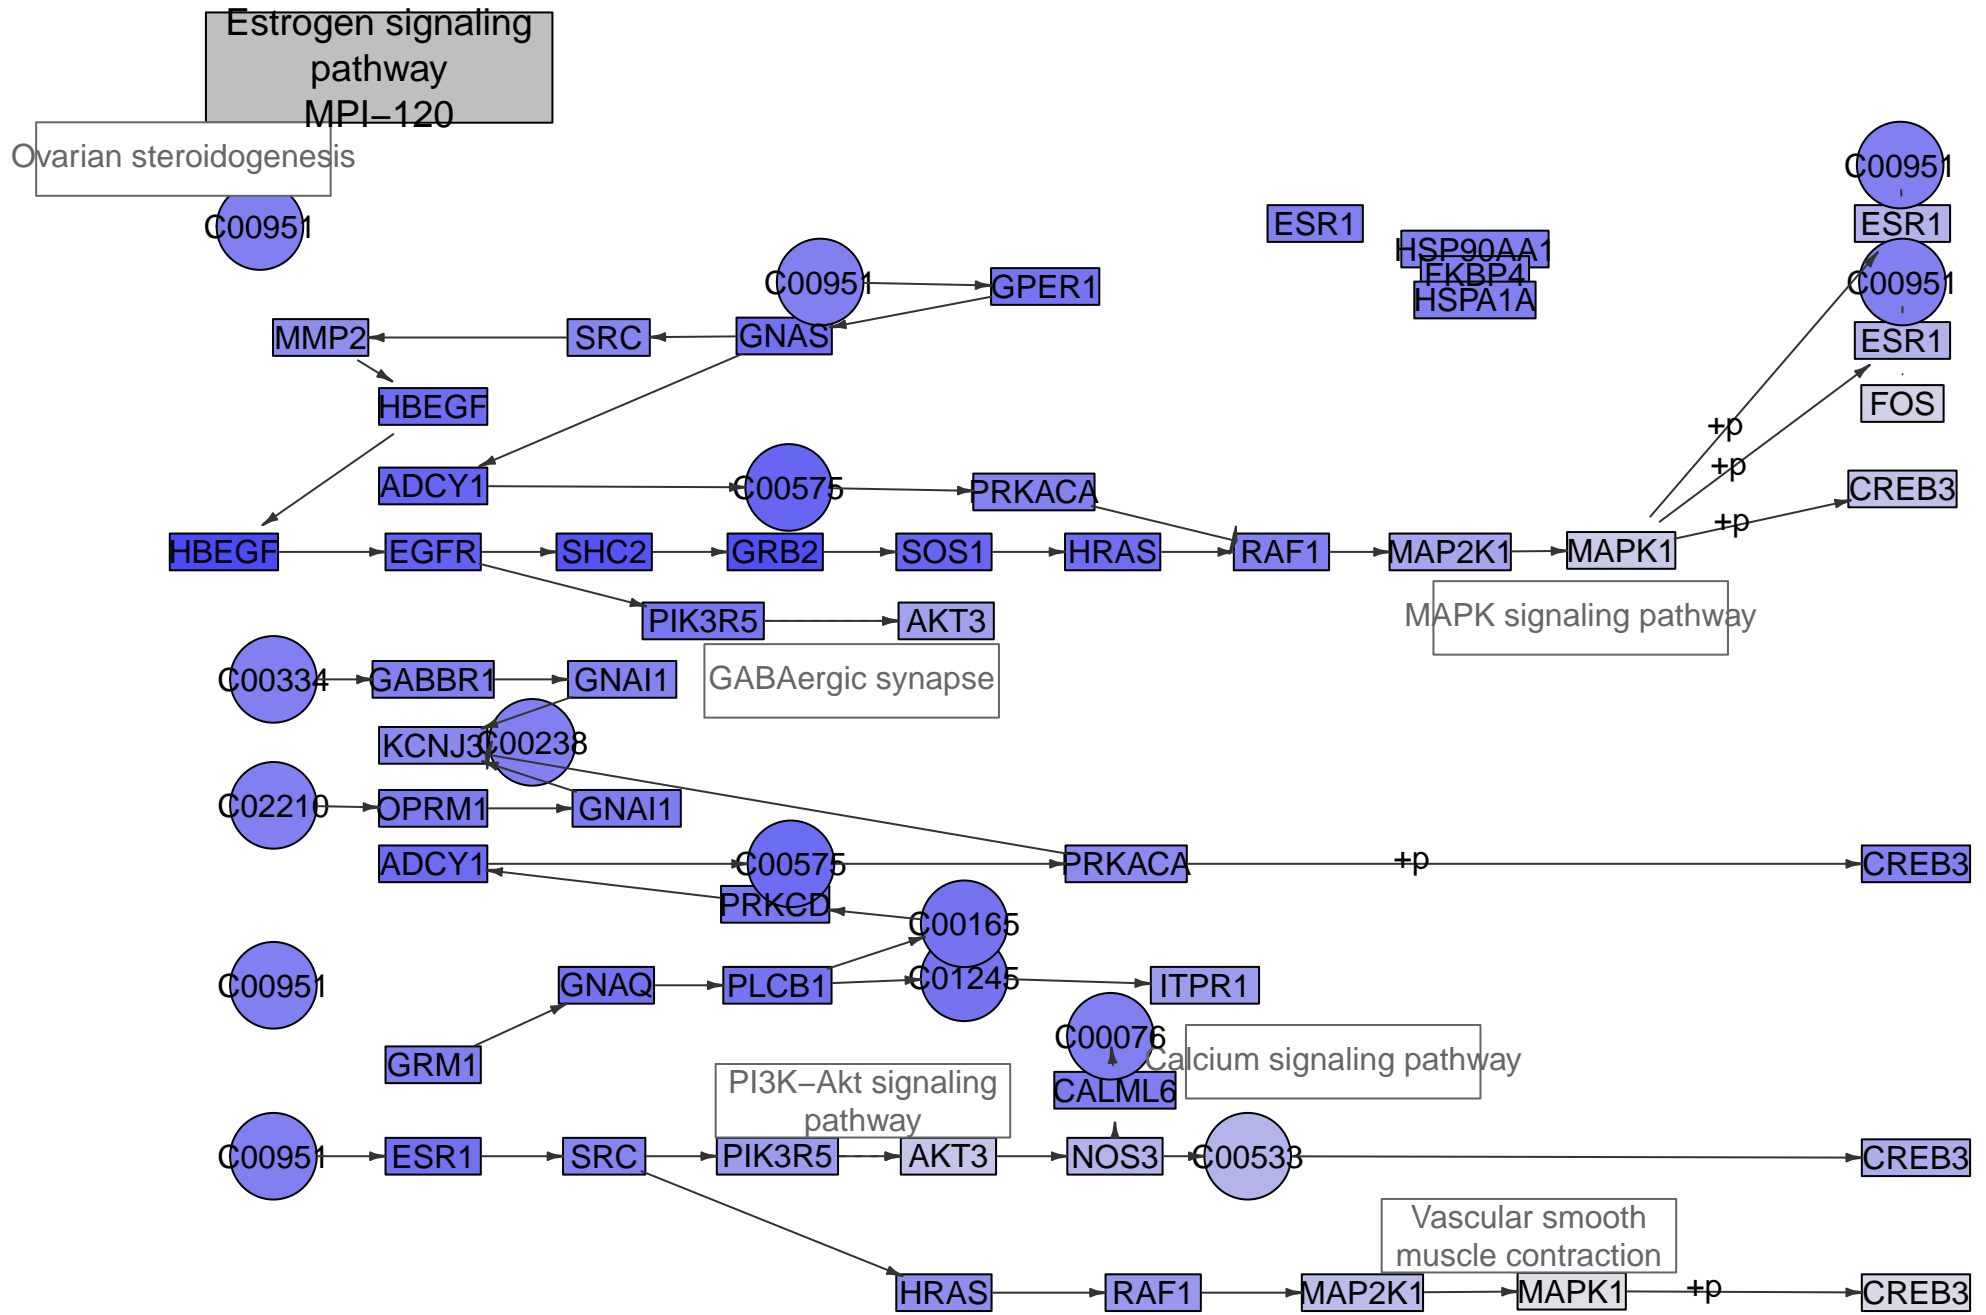 Estrogen signaling
pathway
MPI−120
Ovarian steroidogenesis
C00951
C00951
ESR1
C00951
ESR1
HSP90AA1
FKBP4
HSPA1A
C00951
GPER1
C00951
MMP2
SRC
GNAS
ESR1
HBEGF
FOS
+p
+p
ADCY1
C00575
PRKACA
CREB3
+p
HBEGF
EGFR
SHC2
GRB2
SOS1
HRAS
RAF1
MAP2K1
MAPK1
PIK3R5
AKT3
MAPK signaling pathway
C00334
GABBR1
GNAI1
GABAergic synapse
KCNJ3
C00238
C02210
OPRM1
GNAI1
ADCY1
C00575
PRKACA
+p
CREB3
PRKCD
C00165
C00951
GNAQ
PLCB1
C01245
ITPR1
C00076
Calcium signaling pathway
GRM1
CALML6
PI3K−Akt signaling
pathway
C00951
ESR1
SRC
PIK3R5
AKT3
NOS3
C00533
CREB3
Vascular smooth
muscle contraction
HRAS
RAF1
MAP2K1
MAPK1
+p
CREB3